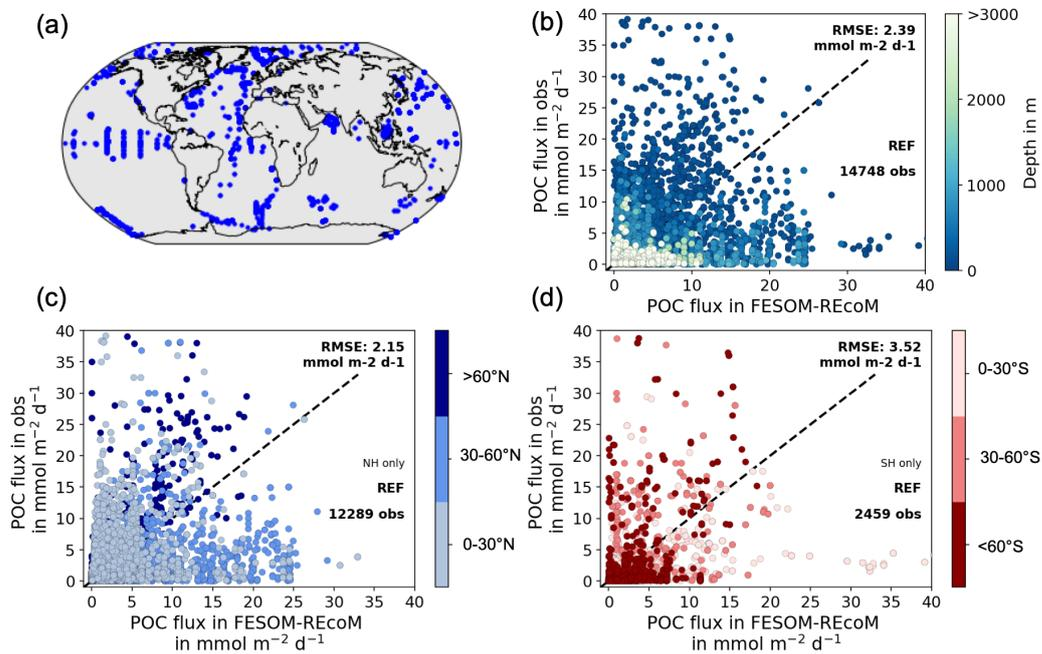 (a)
(b)
40
35
30
25
20
15
10
5
0
POC flux in obs
in mmol m−2 d−1
RMSE: 2.39
mmol m-2 d-1
REF
14748 obs
0
10
20
30
40
POC flux in FESOM-REcoM
>3000
2000
1000
0
Depth in m
(c)
40
35
30
25
20
15
10
5
0
POC flux in obs
in mmol m−2 d−1
RMSE: 2.15
mmol m-2 d-1
NH only
REF
12289 obs
0
5
10
15
20
25
30
35
40
POC flux in FESOM-REcoM
in mmol m−2 d−1
>60°N
30-60°N
0-30°N
(d)
40
35
30
25
20
15
10
5
0
POC flux in obs
in mmol m−2 d−1
RMSE: 3.52
mmol m-2 d-1
SH only
REF
2459 obs
0
5
10
15
20
25
30
35
40
POC flux in FESOM-REcoM
in mmol m−2 d−1
0-30°S
30-60°S
<60°S